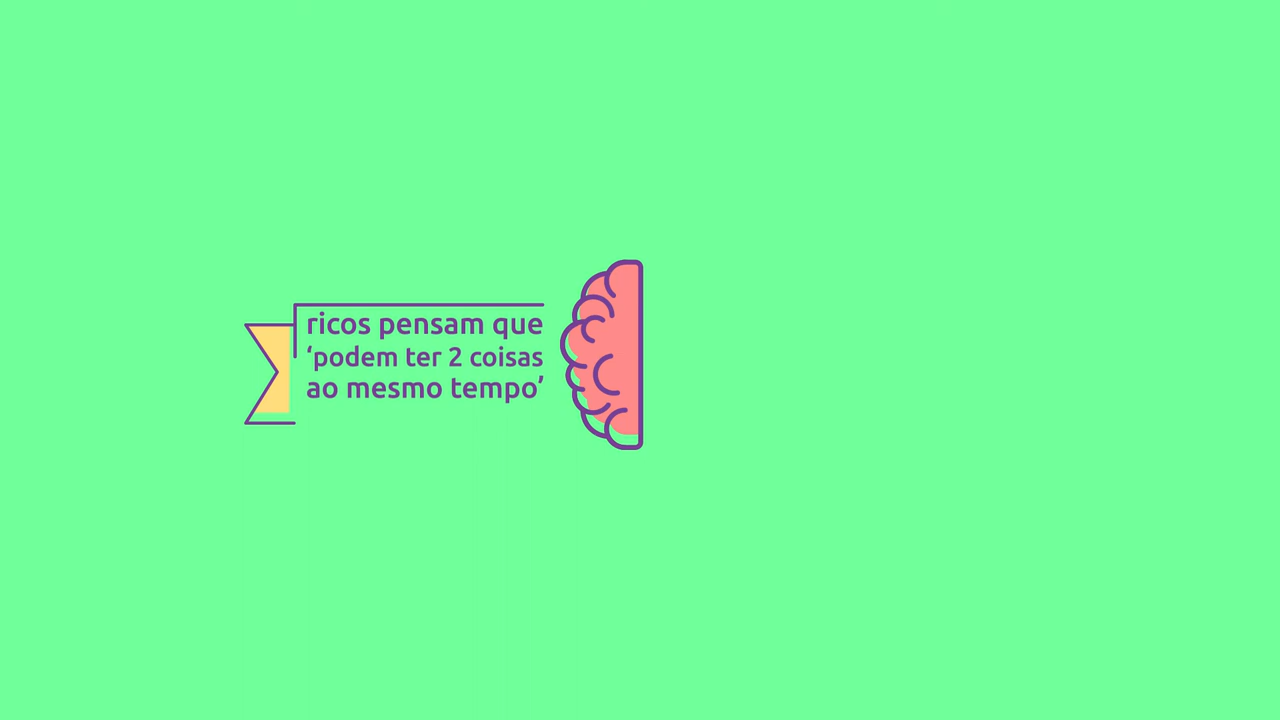 ricos pensam que
‘podem ter 2 coisas
ao mesmo tempo’